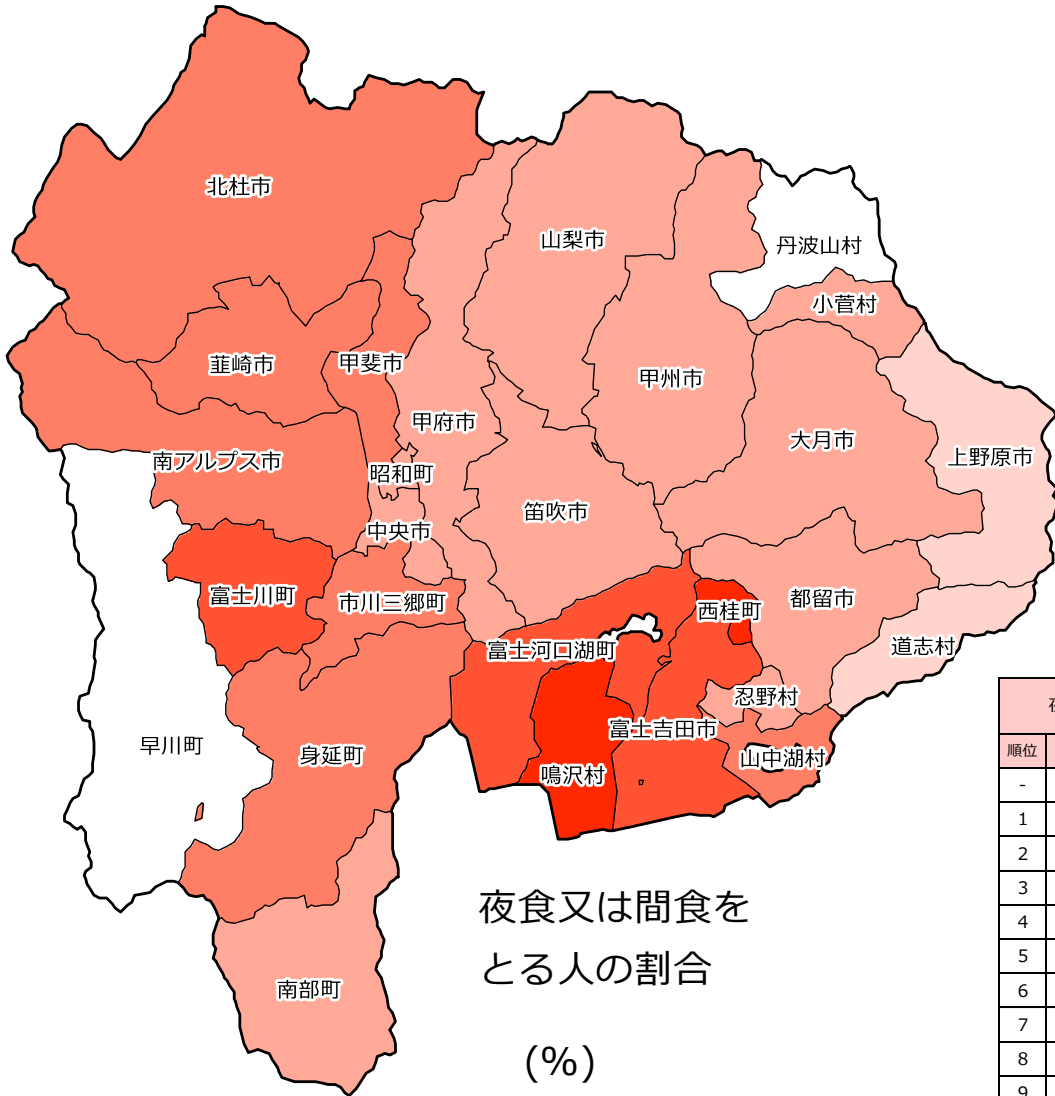 北杜市
山梨市
丹波山村
小菅村
韮崎市
甲斐市
甲州市
甲府市
大月市
上野原市
南アルプス市
昭和町
笛吹市
中央市
富士川町
市川三郷町
西桂町
都留市
富士河口湖町
道志村
忍野村
早川町
身延町
富士吉田市
山中湖村
鳴沢村
南部町
夜食又は間食を
とる人の割合
(%)
順位
-
1
2
3
4
5
6
7
8
9